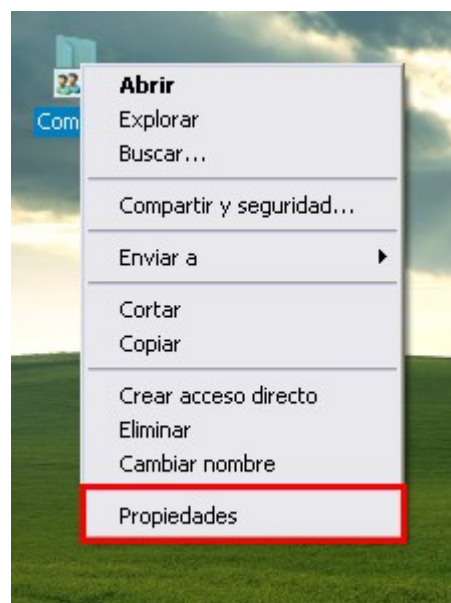 Com
Abrir
Explorar
Buscar...
Compartir y seguridad...
Enviar a
Cortar
Copiar
Crear acceso directo
Eliminar
Cambiar nombre
Propiedades